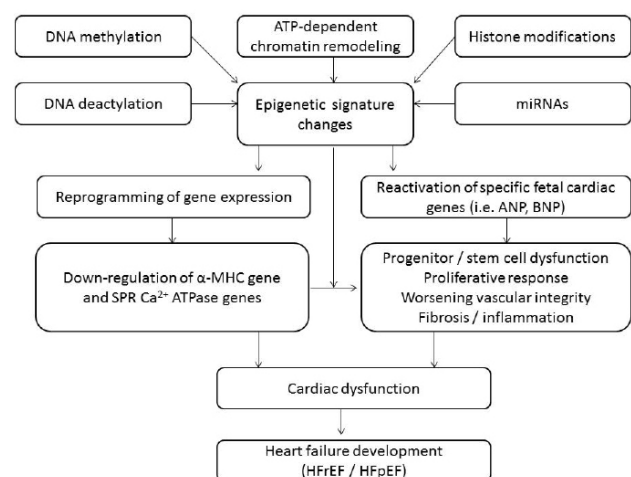 DNA methylation
ATP-dependent
chromatin remodeling
Histone modifications
DNA deactylation
Epigenetic signature
changes
miRNAs
Reprogramming of gene expression
Reactivation of specific fetal cardiac
genes (i.e. ANP, BNP)
Down-regulation of α-MHC gene
and SPR Ca²⁺ ATPase genes
Progenitor / stem cell dysfunction
Proliferative response
Worsening vascular integrity
Fibrosis / inflammation
Cardiac dysfunction
Heart failure development
(HFrEF / HFpEF)